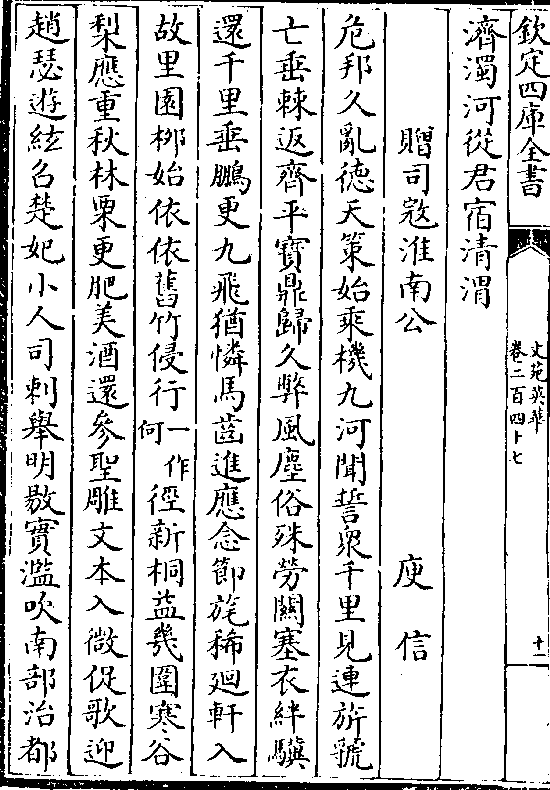 欽定四庫全書
文苑英華
卷二百四十七
十
濟濁河從君宿清渭
贈司寇淮南公 庾信
危邦久亂德天策始乘機九河聞誓衆千里見連旂虢
亡垂棘返齊平寶鼎歸久弊風塵俗殊勞關塞衣絆驥
還千里垂鵬更九飛猶憐馬齒進應念節旄稀廻軒入
故里園栁始依依舊竹侵行一作何徑新桐益幾圍寒谷
梨應重秋林栗更肥美酒還參聖雕文本入微促歌迎
趙瑟遊絃召楚妃小人司刺舉明敭實濫吹南部治都